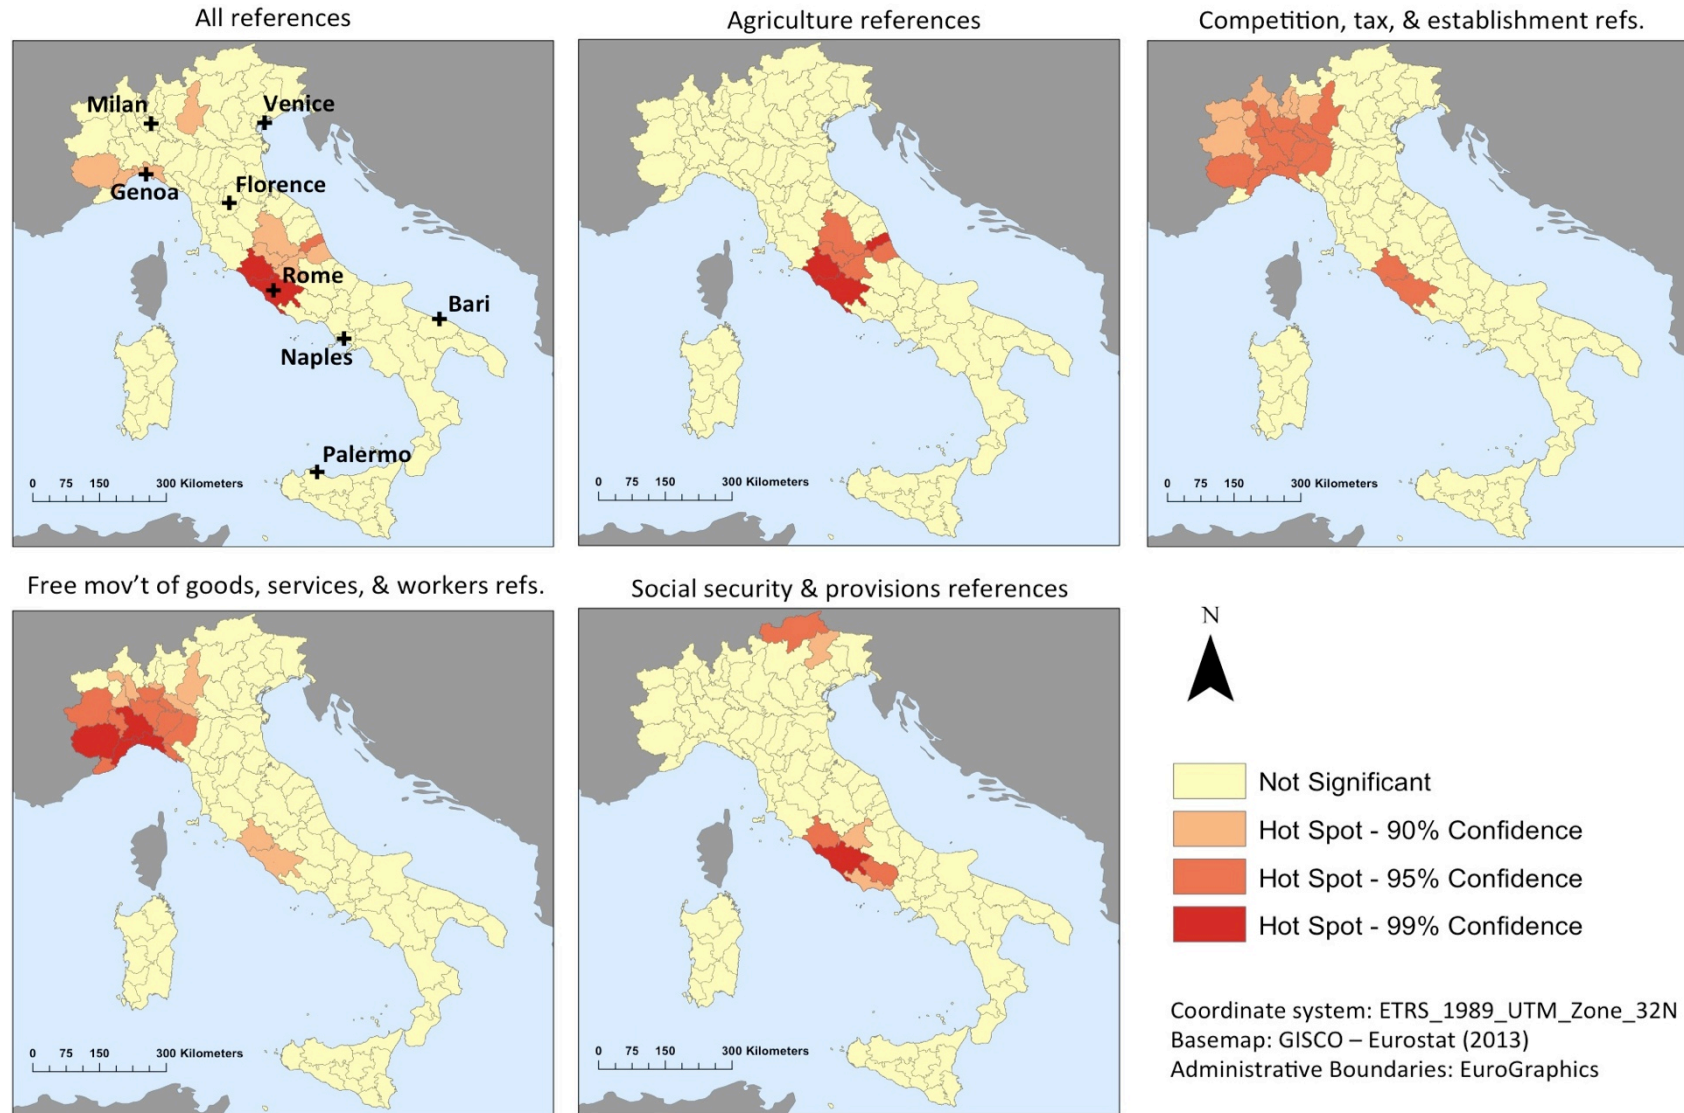 All references
Agriculture references
Competition, tax, & establishment refs.
Milan
Venice
Genoa
Florence
Rome
Bari
Naples
Palermo
0 75 150 300 Kilometers
0 75 150 300 Kilometers
0 75 150 300 Kilometers
Free mov't of goods, services, & workers refs.
Social security & provisions references
0 75 150 300 Kilometers
0 75 150 300 Kilometers
N
Not Significant
Hot Spot - 90% Confidence
Hot Spot - 95% Confidence
Hot Spot - 99% Confidence
Coordinate system: ETRS_1989_UTM_Zone_32N
Basemap: GISCO – Eurostat (2013)
Administrative Boundaries: EuroGraphics